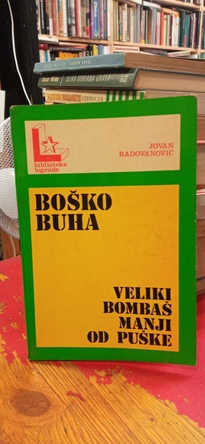 biblioteka
legende
JOVAN
RADOVANOVIĆ
BOŠKO
BUHA
VELIKI
BOMBAŠ
MANJI
OD PUŠKE